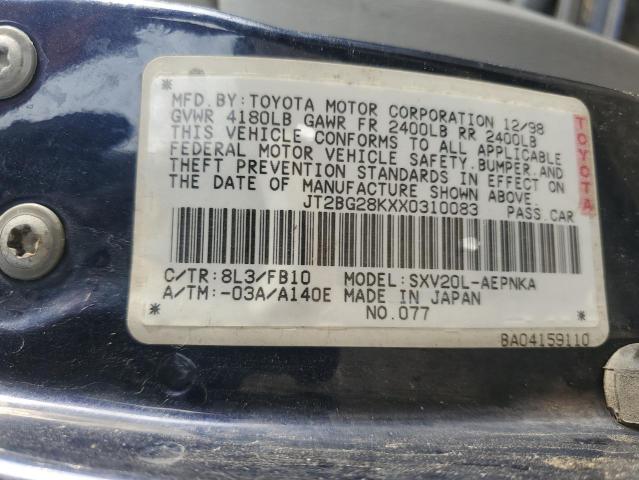 MFD. BY: TOYOTA MOTOR CORPORATION 12/98
GVWR 4180LB GAWR FR 2400LB RR 2400LB
THIS VEHICLE CONFORMS TO ALL APPLICABLE
FEDERAL MOTOR VEHICLE SAFETY, BUMPER, AND
THEFT PREVENTION STANDARDS IN EFFECT ON
THE DATE OF MANUFACTURE SHOWN ABOVE.
JT2BG28KXX0310083 PASS. CAR
TOYOTA
C/TR: 8L3/FB10 MODEL: SXV20L-AEPNKA
A/TM: -03A/A140E MADE IN JAPAN
NO. 077
BA04159110